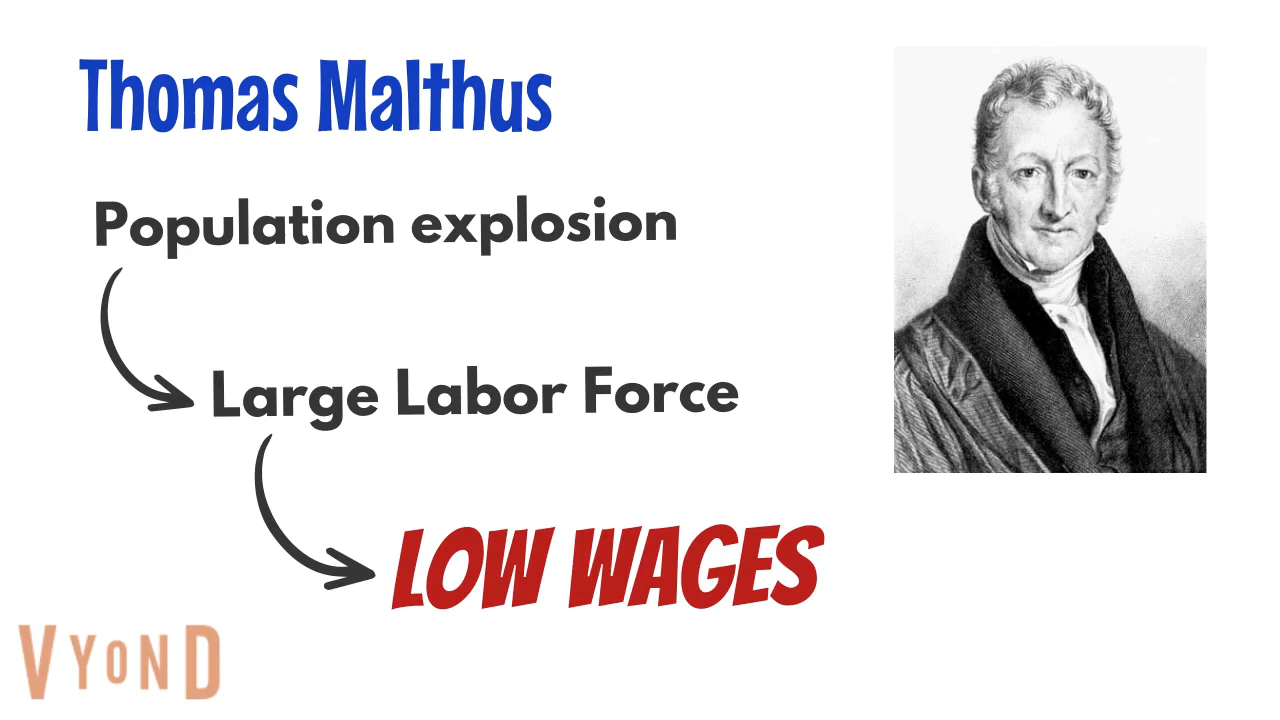 Thomas Malthus
Population explosion
Large Labor Force
LOW WAGES
VYOND